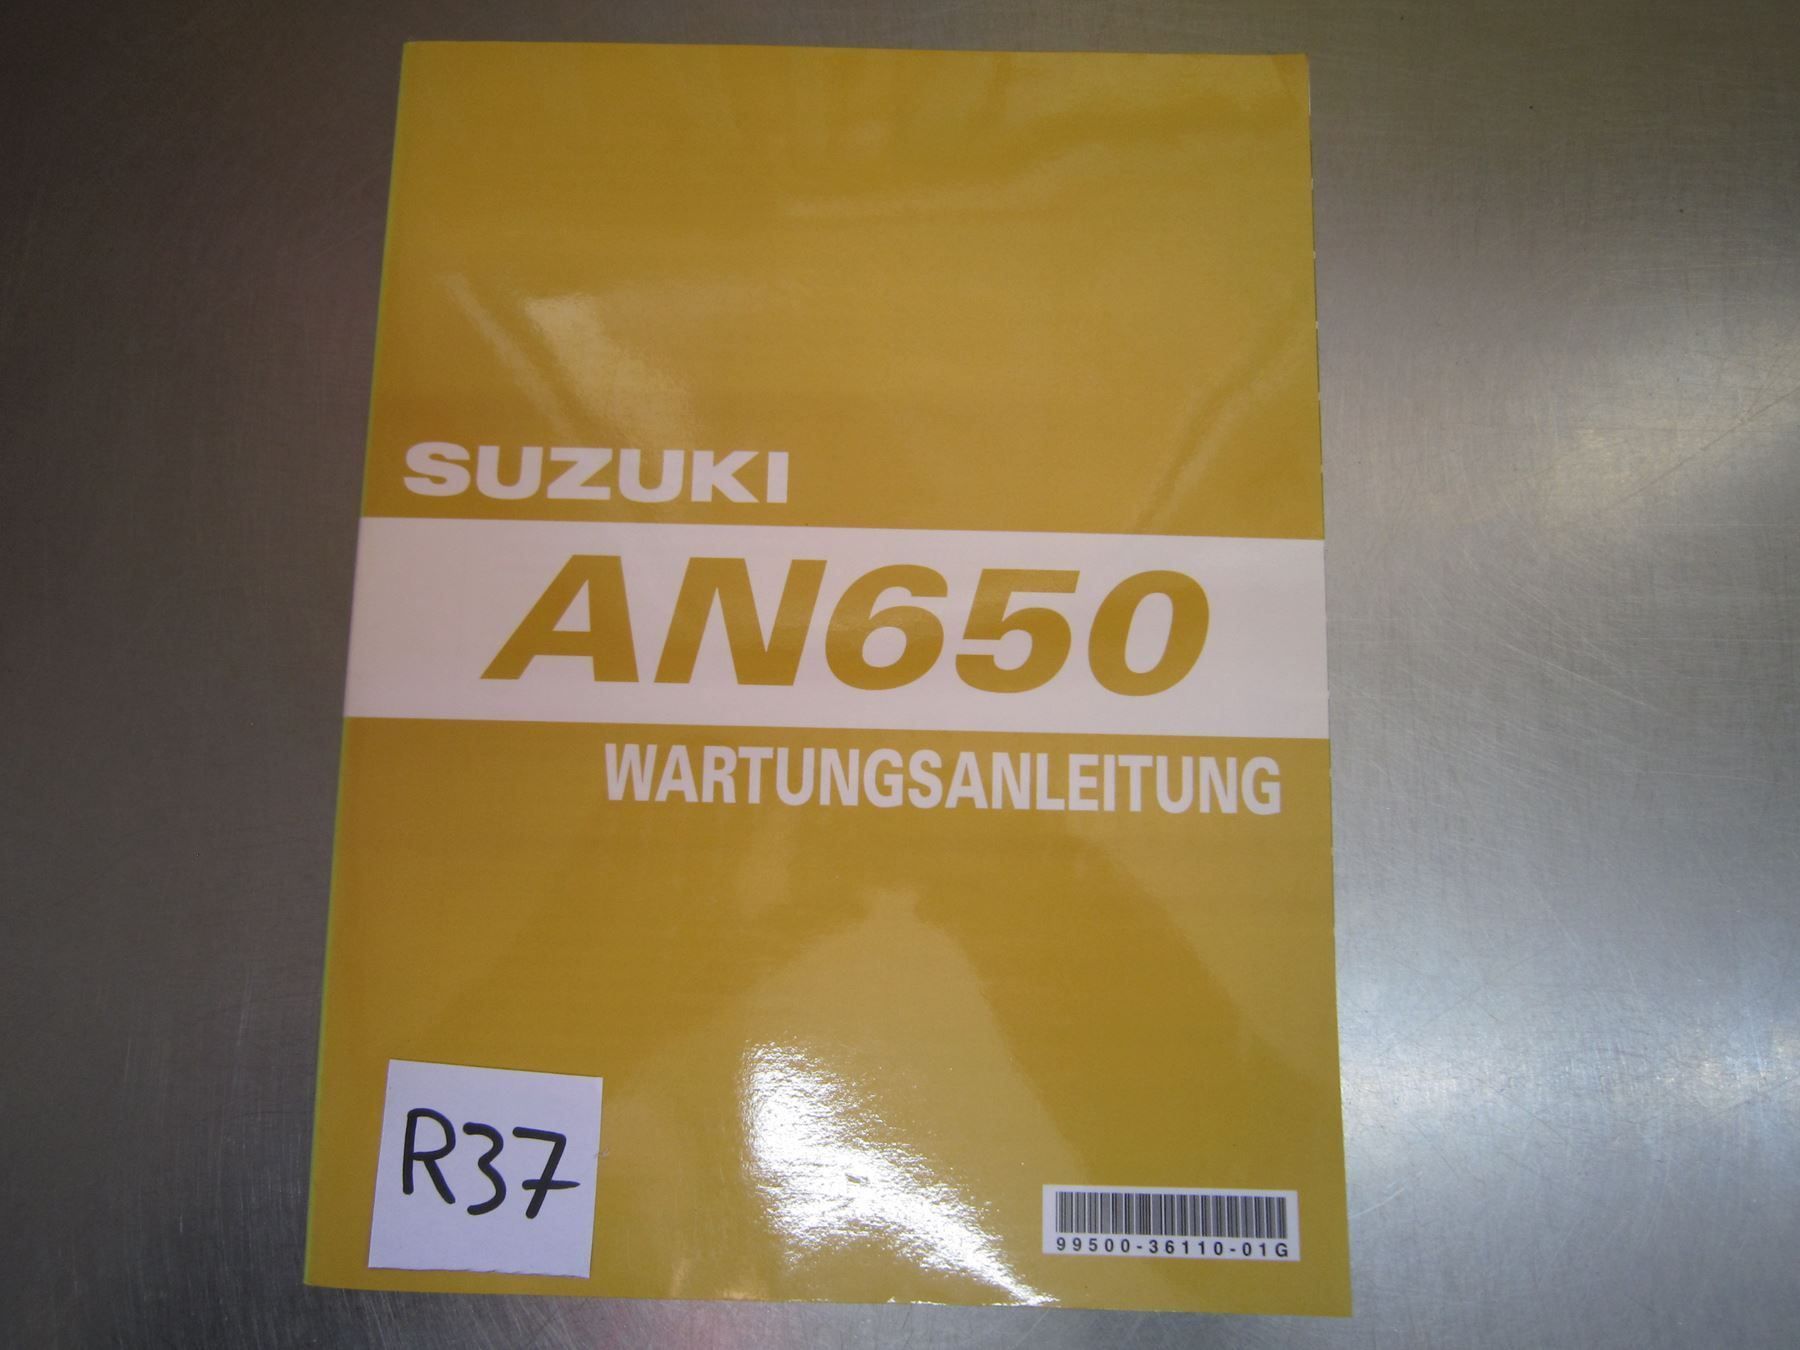 SUZUKI
AN650
WARTUNGSANLEITUNG
R37
99500-36110-01G